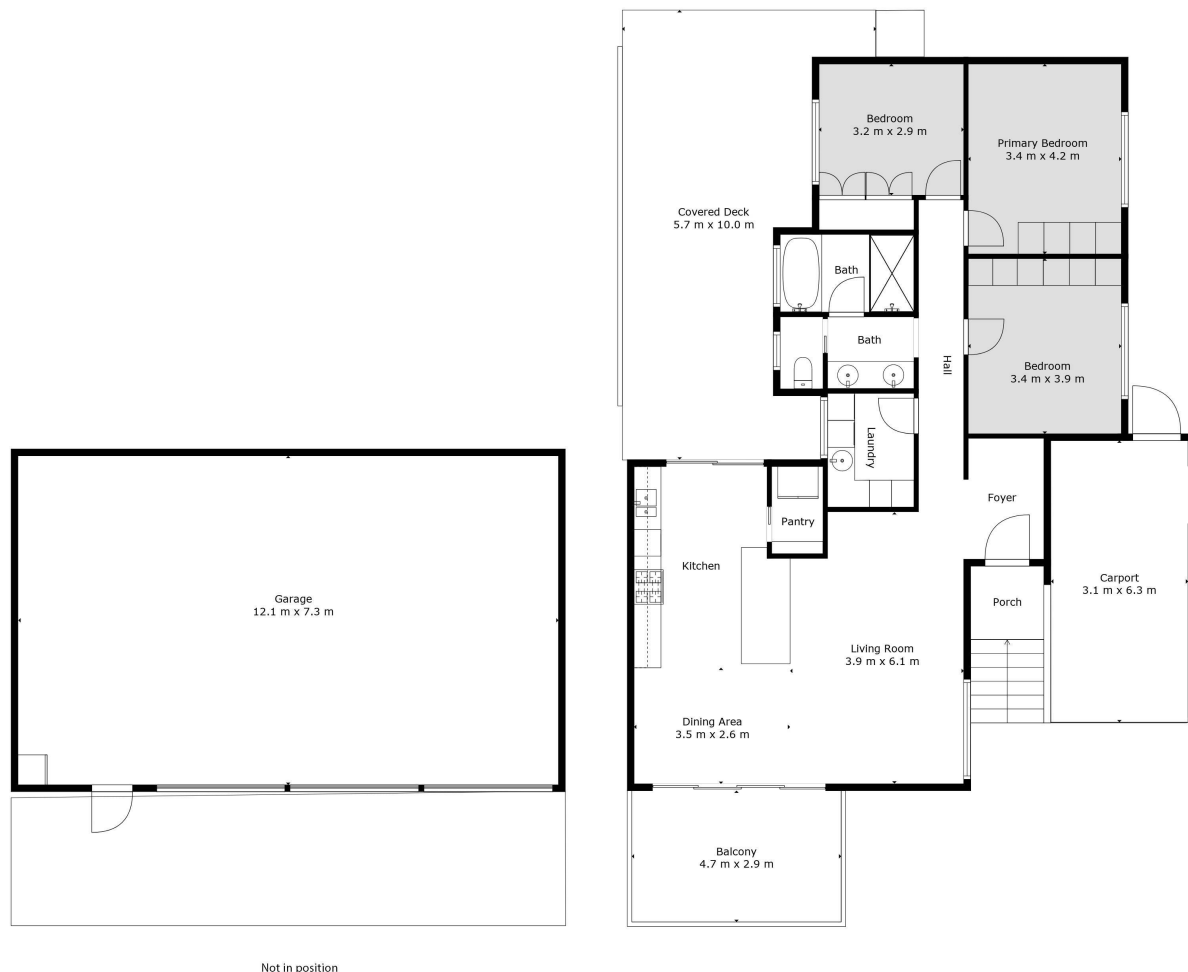 Bedroom
3.2 m x 2.9 m
Primary Bedroom
3.4 m x 4.2 m
Covered Deck
5.7 m x 10.0 m
Bath
Bath
Hall
Bedroom
3.4 m x 3.9 m
Laundry
Pantry
Foyer
Kitchen
Garage
12.1 m x 7.3 m
Carport
3.1 m x 6.3 m
Porch
Living Room
3.9 m x 6.1 m
Dining Area
3.5 m x 2.6 m
Balcony
4.7 m x 2.9 m
Not in position